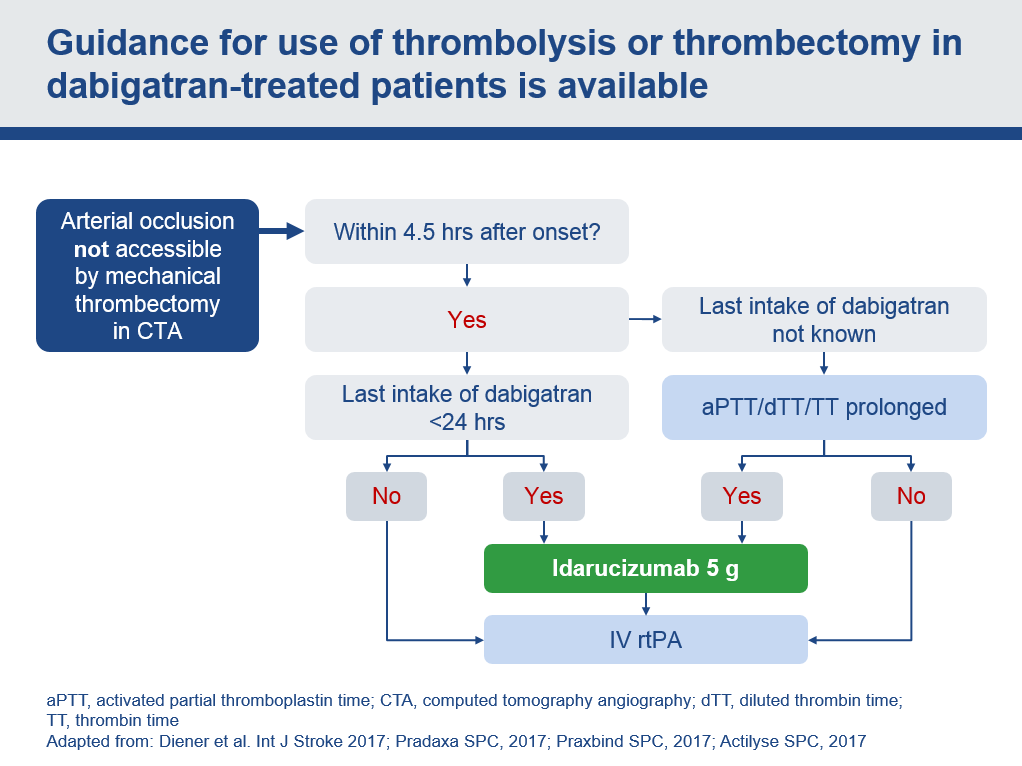 Guidance for use of thrombolysis or thrombectomy in
dabigatran-treated patients is available
Arterial occlusion
not accessible
by mechanical
thrombectomy
in CTA
Within 4.5 hrs after onset?
Yes
Last intake of dabigatran
not known
Last intake of dabigatran
<24 hrs
aPTT/dTT/TT prolonged
No
Yes
Yes
No
Idarucizumab 5 g
IV rtPA
aPTT, activated partial thromboplastin time; CTA, computed tomography angiography; dTT, diluted thrombin time;
TT, thrombin time
Adapted from: Diener et al. Int J Stroke 2017; Pradaxa SPC, 2017; Praxbind SPC, 2017; Actilyse SPC, 2017